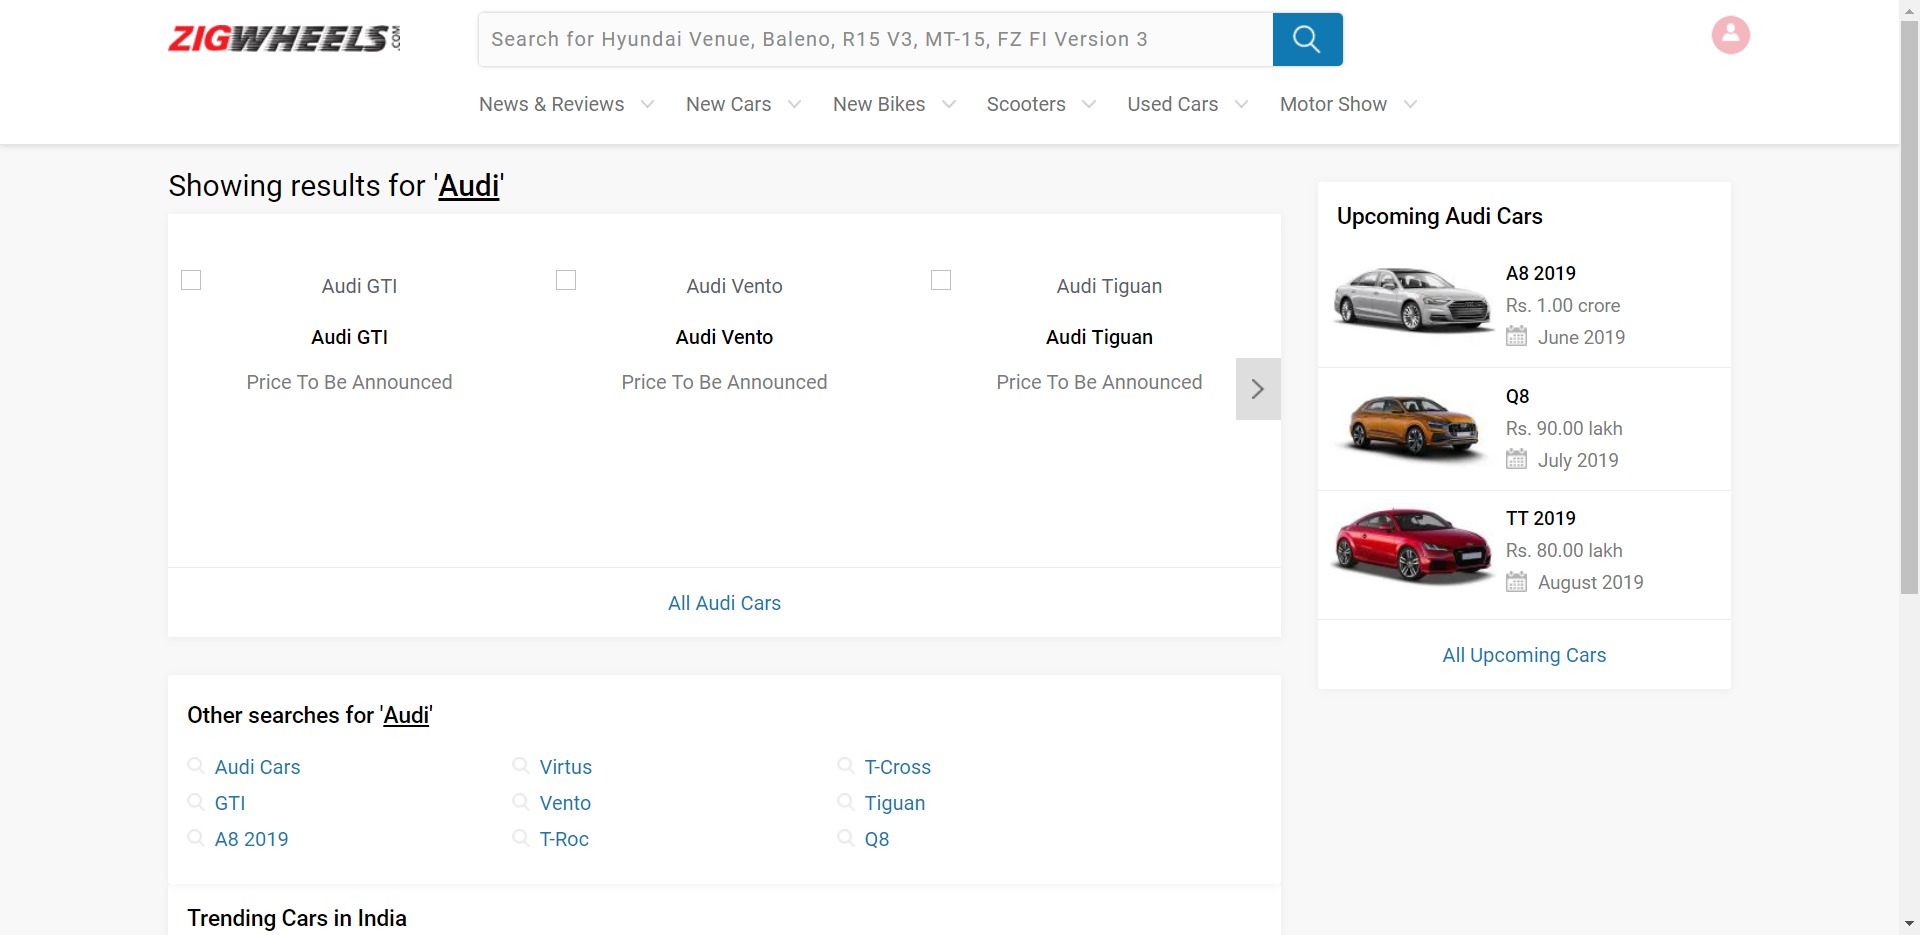 ZIGWHEELS.COM
Search for Hyundai Venue, Baleno, R15 V3, MT-15, FZ FI Version 3
News & Reviews
New Cars
New Bikes
Scooters
Used Cars
Motor Show
Showing results for 'Audi'
Audi GTI
Audi GTI
Price To Be Announced
Audi Vento
Audi Vento
Price To Be Announced
Audi Tiguan
Audi Tiguan
Price To Be Announced
All Audi Cars
Upcoming Audi Cars
A8 2019
Rs. 1.00 crore
June 2019
Q8
Rs. 90.00 lakh
July 2019
TT 2019
Rs. 80.00 lakh
August 2019
All Upcoming Cars
Other searches for 'Audi'
Audi Cars
Virtus
T-Cross
GTI
Vento
Tiguan
A8 2019
T-Roc
Q8
Trending Cars in India